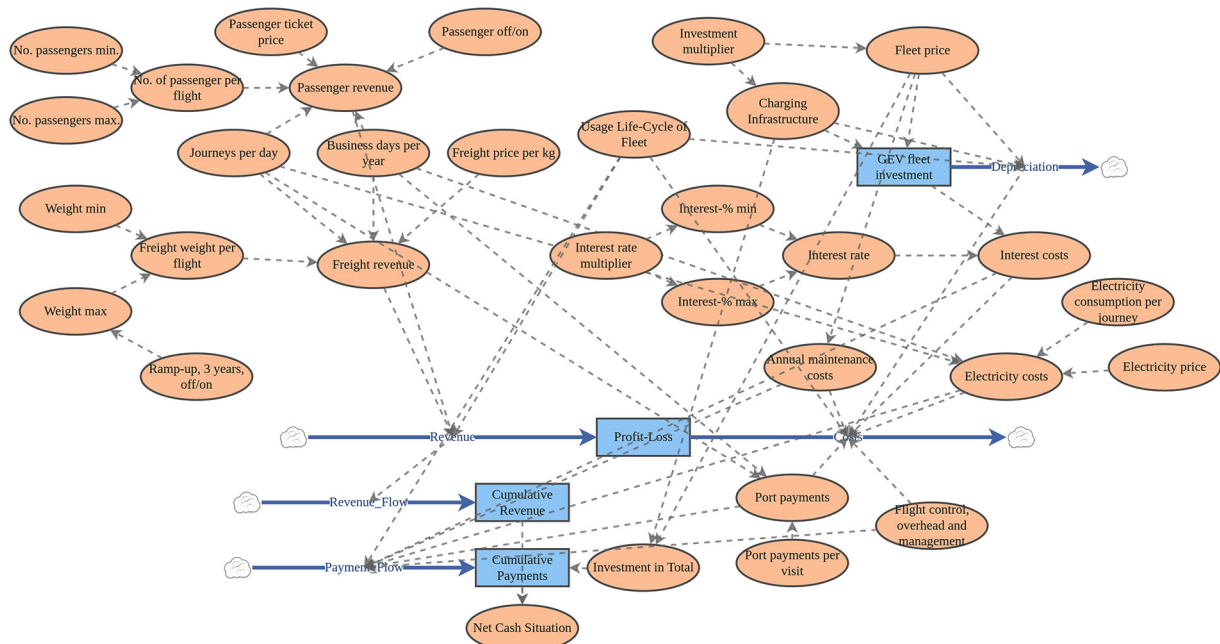 Passenger ticket
price
Passenger off/on
Investment
multiplier
Fleet price
No. passengers min.
No. of passenger per
flight
Passenger revenue
No. passengers max.
Charging
Infrastructure
Usage Life-Cycle of
Fleet
Journeys per day
Business days per
year
Freight price per kg
GEV fleet
investment
Depreciation
Weight min
Interest-% min
Freight weight per
flight
Freight revenue
Interest rate
multiplier
Interest rate
Interest costs
Weight max
Interest-% max
Electricity
consumption per
journey
Ramp-up, 3 years,
off/on
Annual maintenance
costs
Electricity costs
Electricity price
Revenue
Profit-Loss
Costs
Revenue_Flow
Cumulative
Revenue
Port payments
Flight control,
overhead and
management
Payment_Flow
Cumulative
Payments
Investment in Total
Port payments per
visit
Net Cash Situation